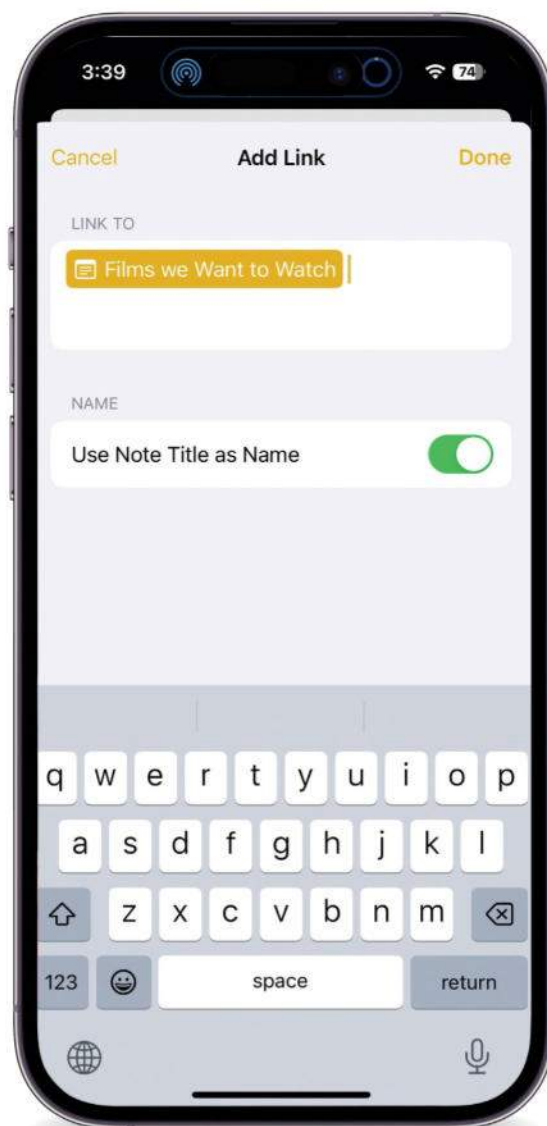 3:39 74
Cancel Add Link Done
LINK TO
Films we Want to Watch
NAME
Use Note Title as Name
q w e r t y u i o p
a s d f g h j k l
z x c v b n m
123 space return